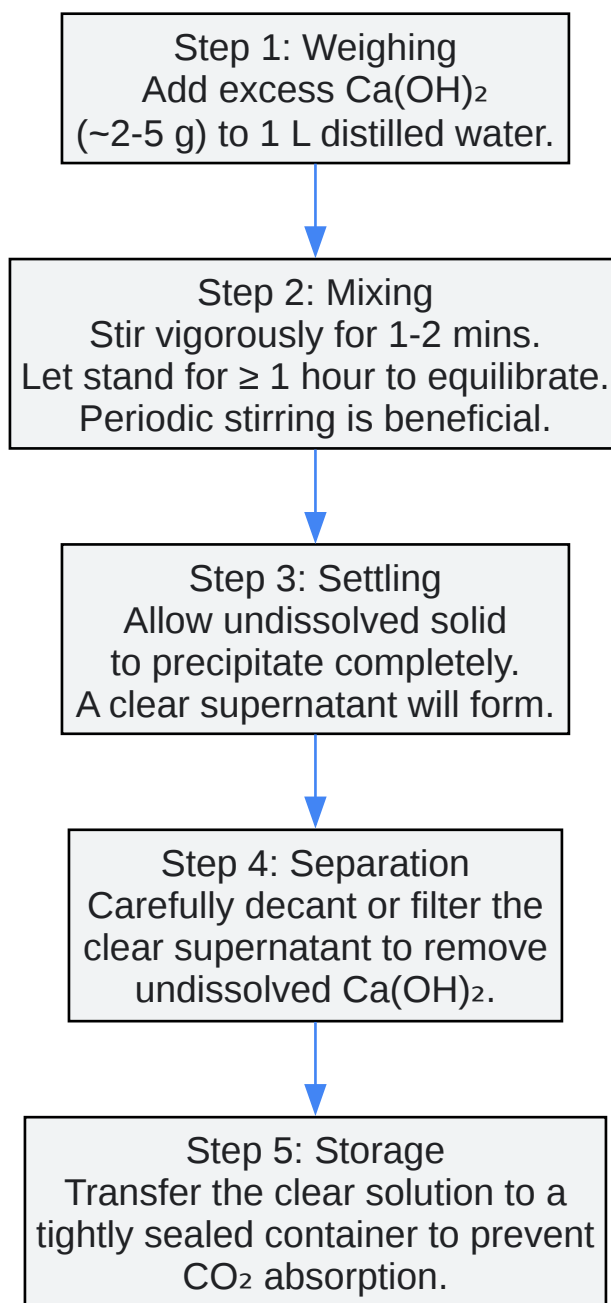 Step 1: Weighing
Add excess Ca(OH)₂
(~2-5 g) to 1 L distilled water.
Step 2: Mixing
Stir vigorously for 1-2 mins.
Let stand for ≥ 1 hour to equilibrate.
Periodic stirring is beneficial.
Step 3: Settling
Allow undissolved solid
to precipitate completely.
A clear supernatant will form.
Step 4: Separation
Carefully decant or filter the
clear supernatant to remove
undissolved Ca(OH)₂.
Step 5: Storage
Transfer the clear solution to a
tightly sealed container to prevent
CO₂ absorption.